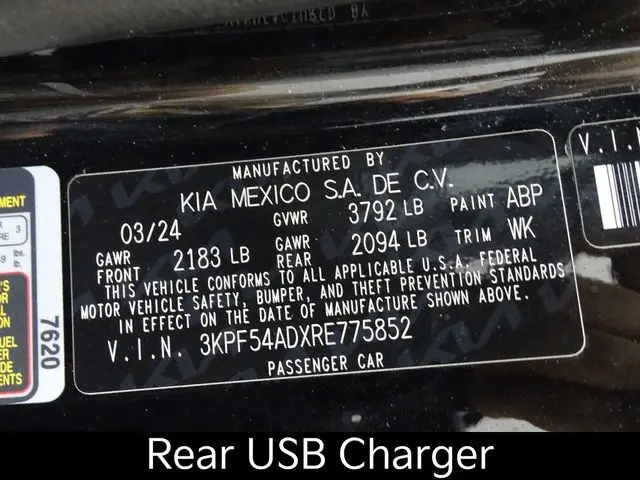 MANUFACTURED BY
KIA MEXICO S.A. DE C.V.
03/24 GVWR 3792 LB PAINT ABP
GAWR FRONT 2183 LB GAWR REAR 2094 LB TRIM WK
THIS VEHICLE CONFORMS TO ALL APPLICABLE U.S.A. FEDERAL
MOTOR VEHICLE SAFETY, BUMPER, AND THEFT PREVENTION STANDARDS
IN EFFECT ON THE DATE OF MANUFACTURE SHOWN ABOVE.
V.I.N. 3KPF54ADXRE775852
PASSENGER CAR
7620
V.I.N
Rear USB Charger